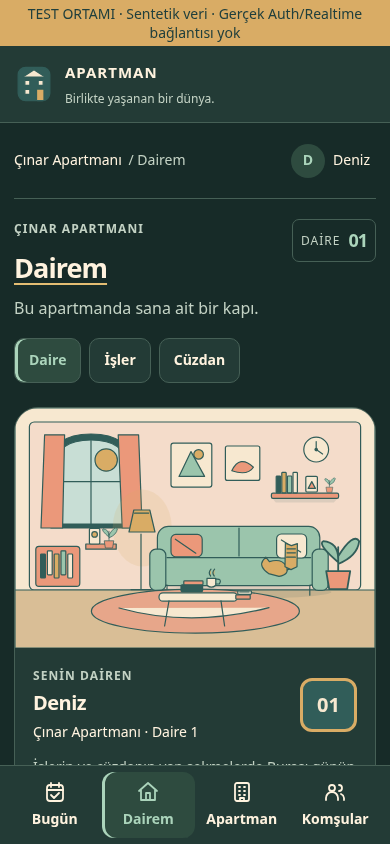 TEST ORTAMI · Sentetik veri · Gerçek Auth/Realtime
bağlantısı yok
APARTMAN
Birlikte yaşanan bir dünya.
Çınar Apartmanı / Dairem
D Deniz
ÇINAR APARTMANI
DAİRE 01
Dairem
Bu apartmanda sana ait bir kapı.
Daire İşler Cüzdan
SENİN DAİREN
Deniz
01
Çınar Apartmanı · Daire 1
Bugün Dairem Apartman Komşular